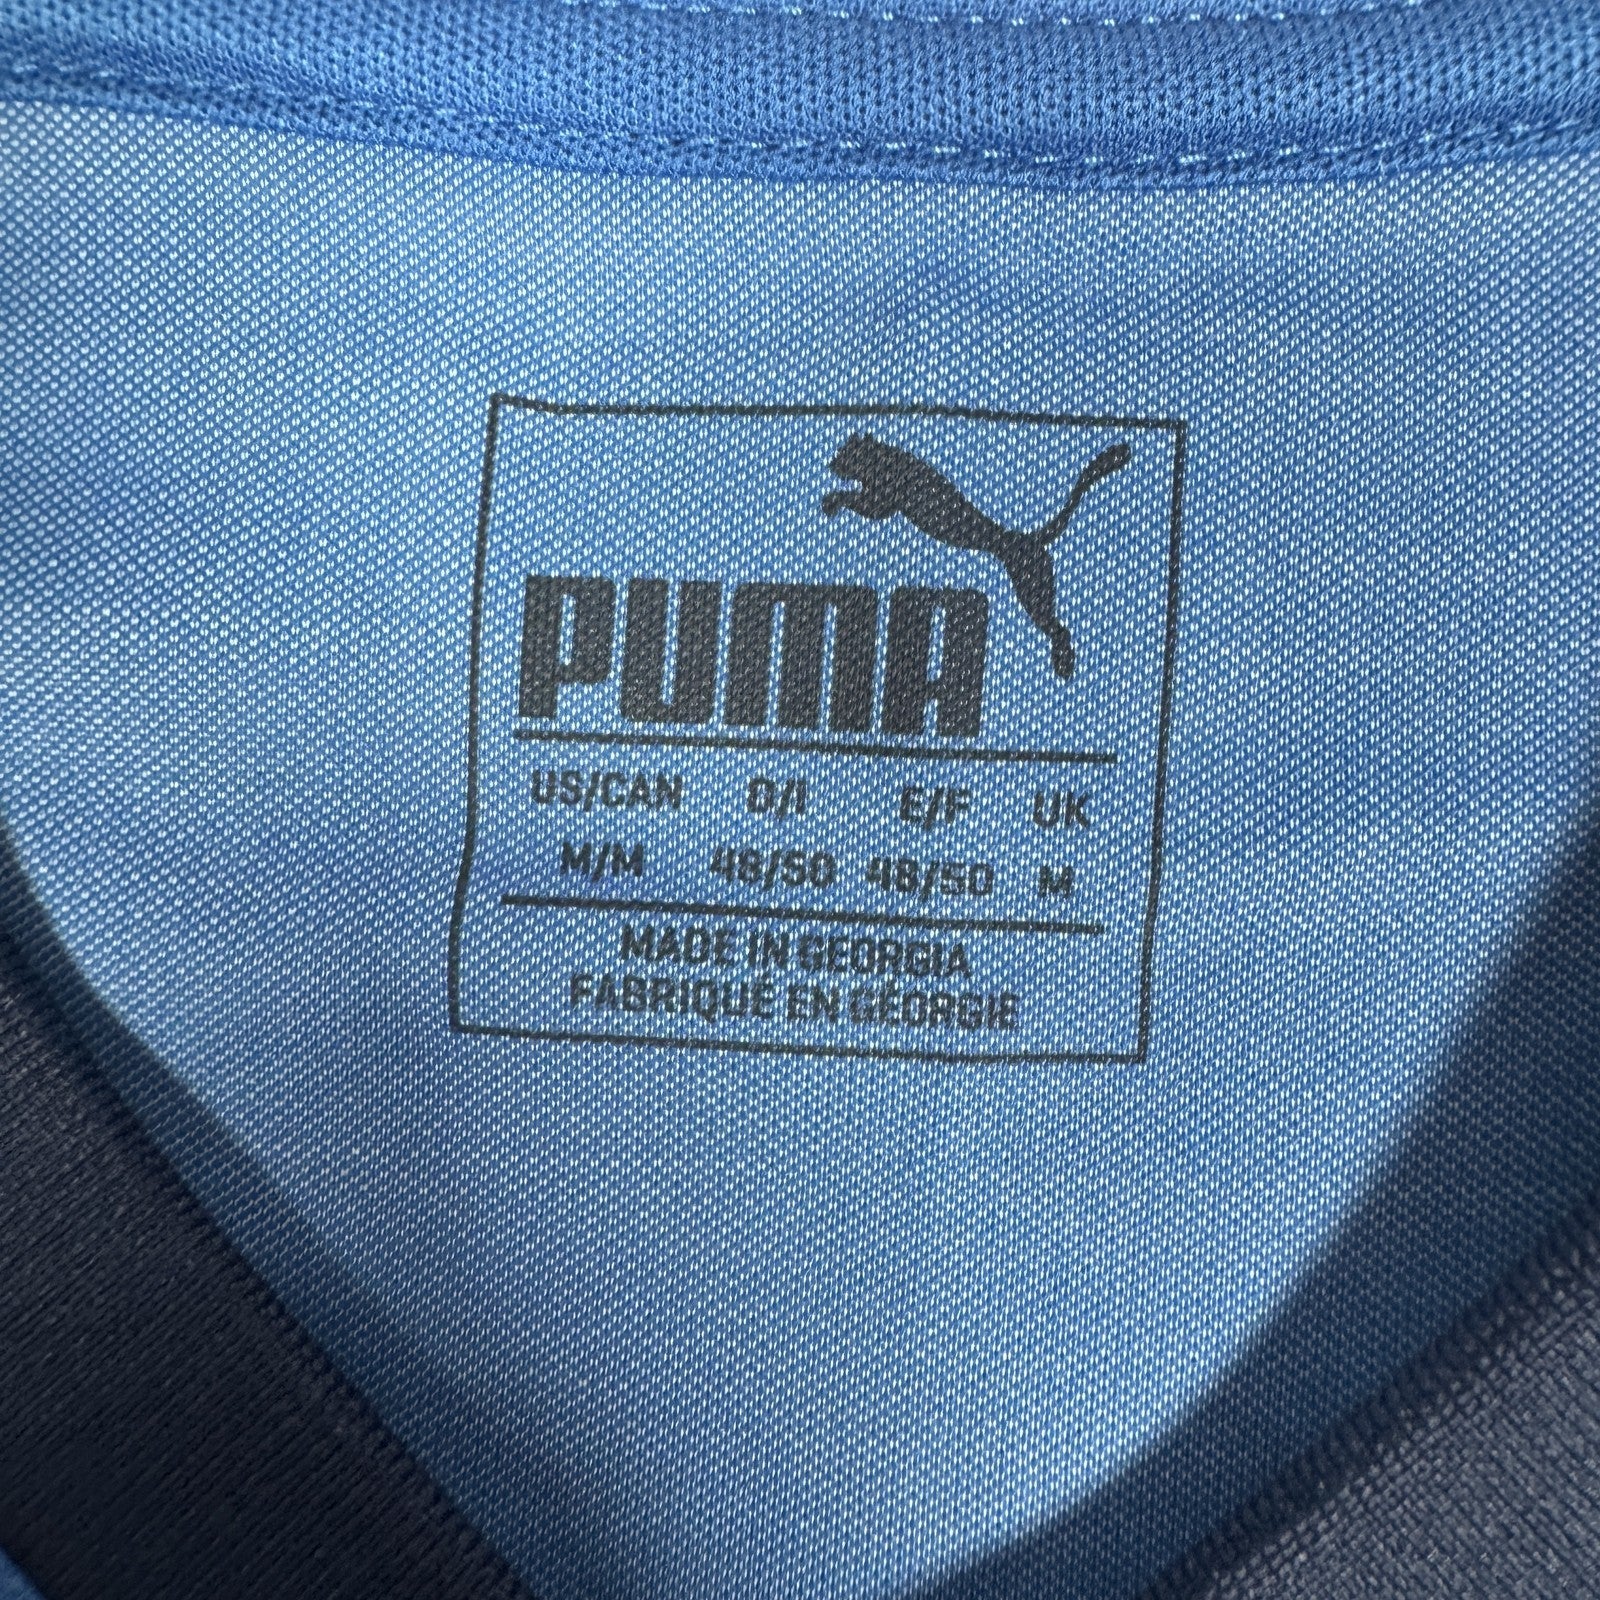 PUMA
US/CAN D/I E/F UK
M/M 48/50 48/50 M
MADE IN GEORGIA
FABRIQUÉ EN GÉORGIE